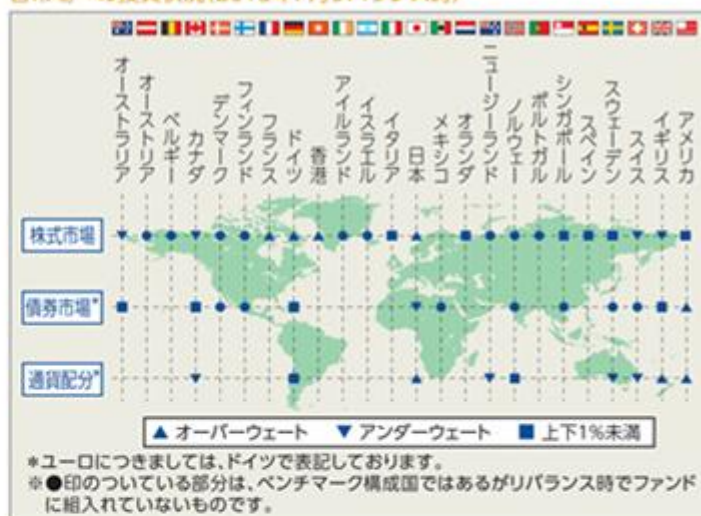 オーストラリア
オーストリア
ベルギー
カナダ
デンマーク
フィンランド
フランス
ドイツ
香港
アイルランド
イスラエル
イタリア
日本
メキシコ
オランダ
ニュージーランド
ノルウェー
ポルトガル
シンガポール
スペイン
スウェーデン
スイス
イギリス
アメリカ
株式市場
債券市場*
通貨配分*
▲ オーバーウェート ▼ アンダーウェート ■ 上下1%未満
*ユーロにつきましては、ドイツで表記しております。
※●印のついている部分は、ベンチマーク構成国ではあるがリバランス時でファンド
に組入れていないものです。